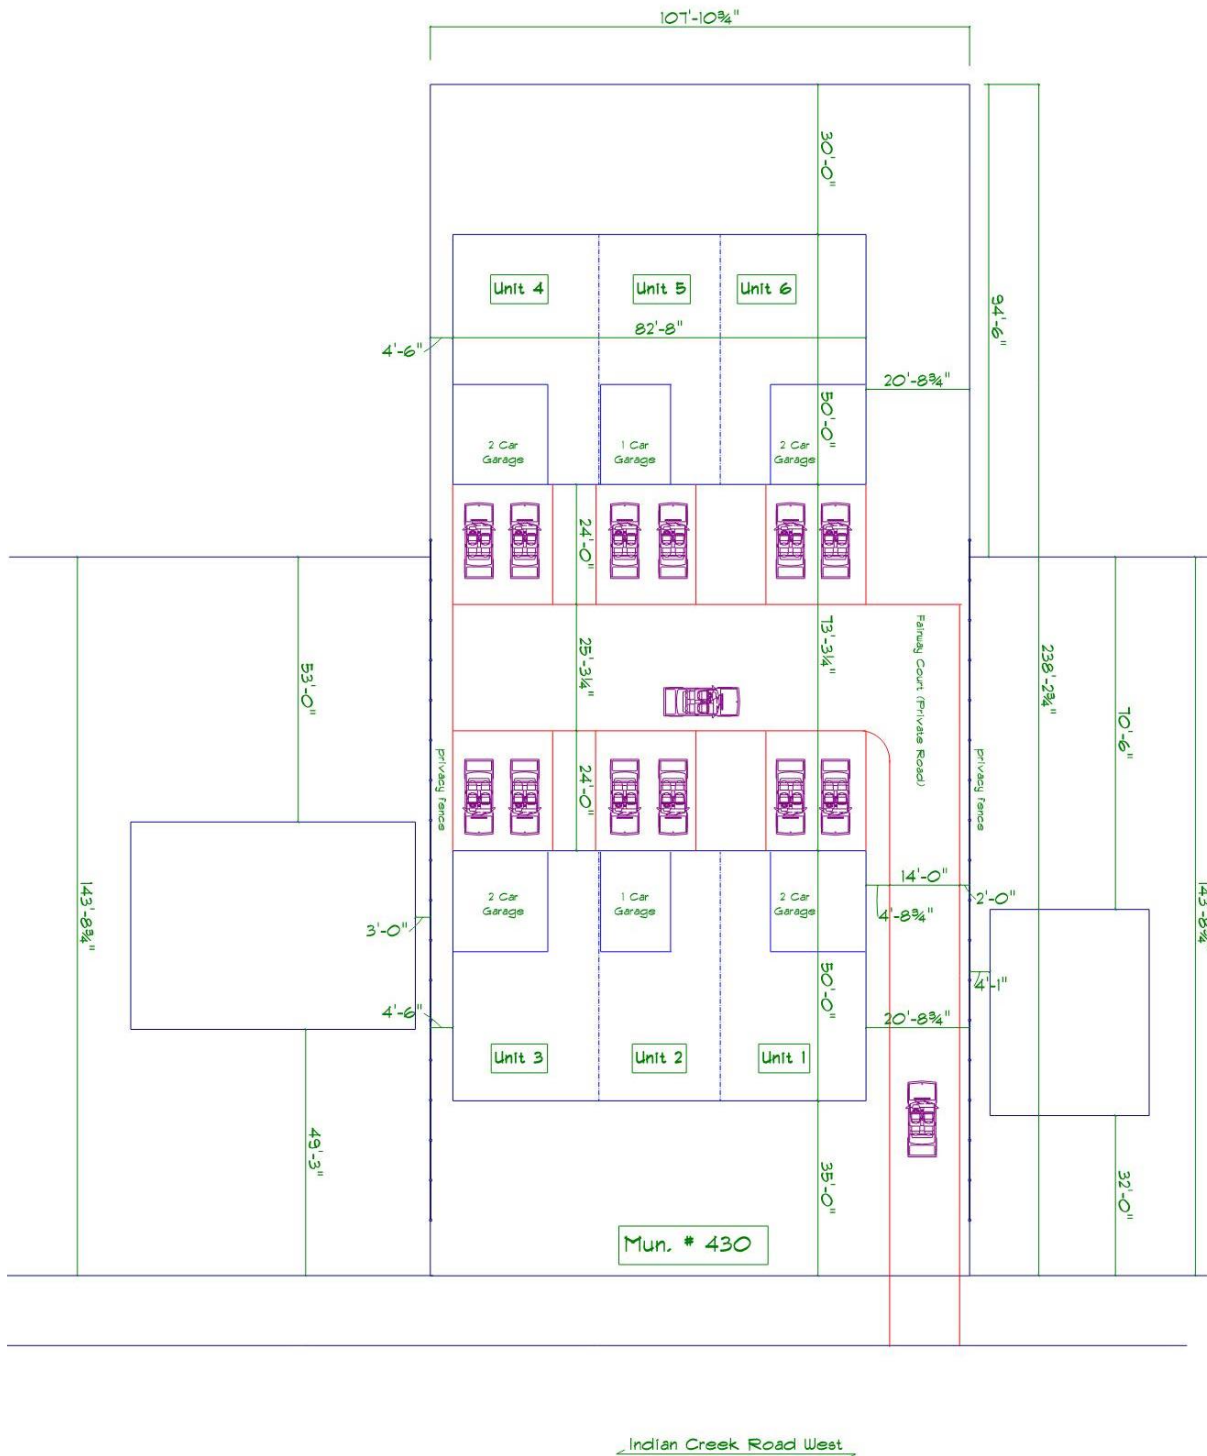 107'-10¾"
30'-0"
Unit 4
Unit 5
Unit 6
94'-6"
82'-8"
4'-6"
20'-8¾"
50'-0"
2 Car
Garage
1 Car
Garage
2 Car
Garage
24'-0"
Fairway Court (Private Road)
73'-3¼"
25'-3¼"
53'-0"
238'-2¾"
70'-6"
privacy fence
privacy fence
24'-0"
2 Car
Garage
1 Car
Garage
2 Car
Garage
14'-0"
2'-0"
4'-8¾"
143'-8¾"
143'-8¾
3'-0"
4'-1"
50'-0"
4'-6"
20'-8¾"
Unit 3
Unit 2
Unit 1
49'-3"
35'-0"
32'-0"
Mun. # 430
Indian Creek Road West